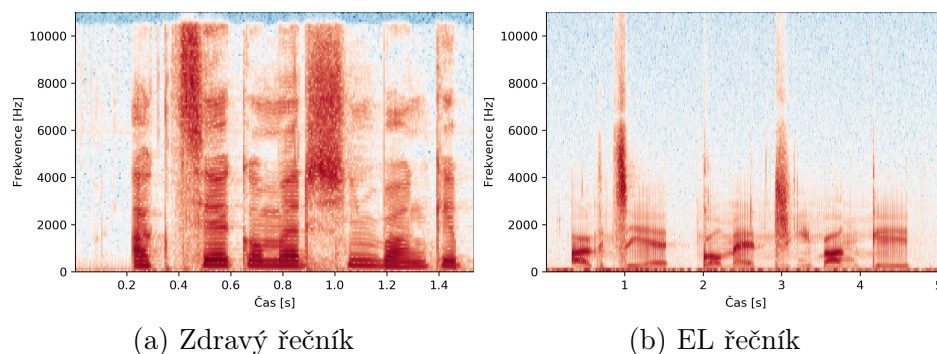 10000
8000
6000
4000
2000
0
Frekvence [Hz]
0.2 0.4 0.6 0.8 1.0 1.2 1.4
Čas [s]
(a) Zdravý řečník
10000
8000
6000
4000
2000
0
Frekvence [Hz]
1 2 3 4 5
Čas [s]
(b) EL řečník